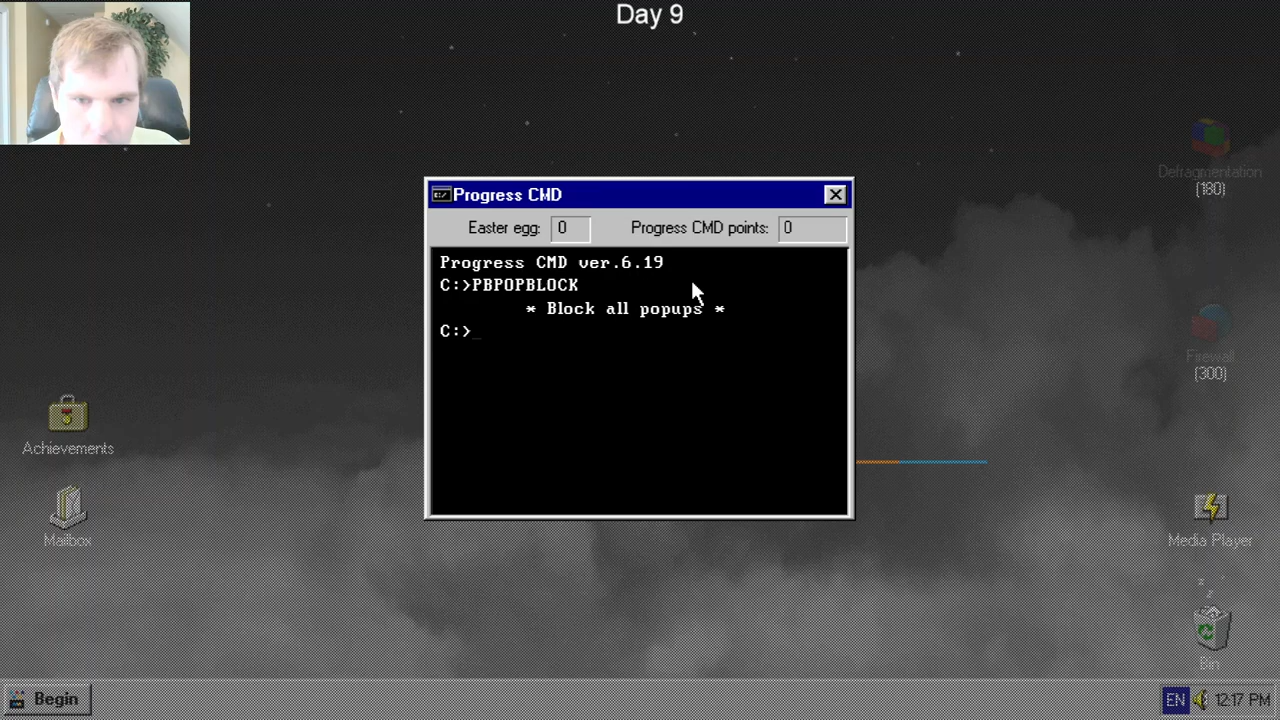 Day 9
Progress CMD
Easter egg: 0 Progress CMD points: 0
Progress CMD ver.6.19
C:>PBPOPBLOCK
* Block all popups *
C:>_
Defragmentation
(180)
Firewall
(300)
Achievements
Mailbox
Media Player
z
z
Bin
Begin
EN 12:17 PM